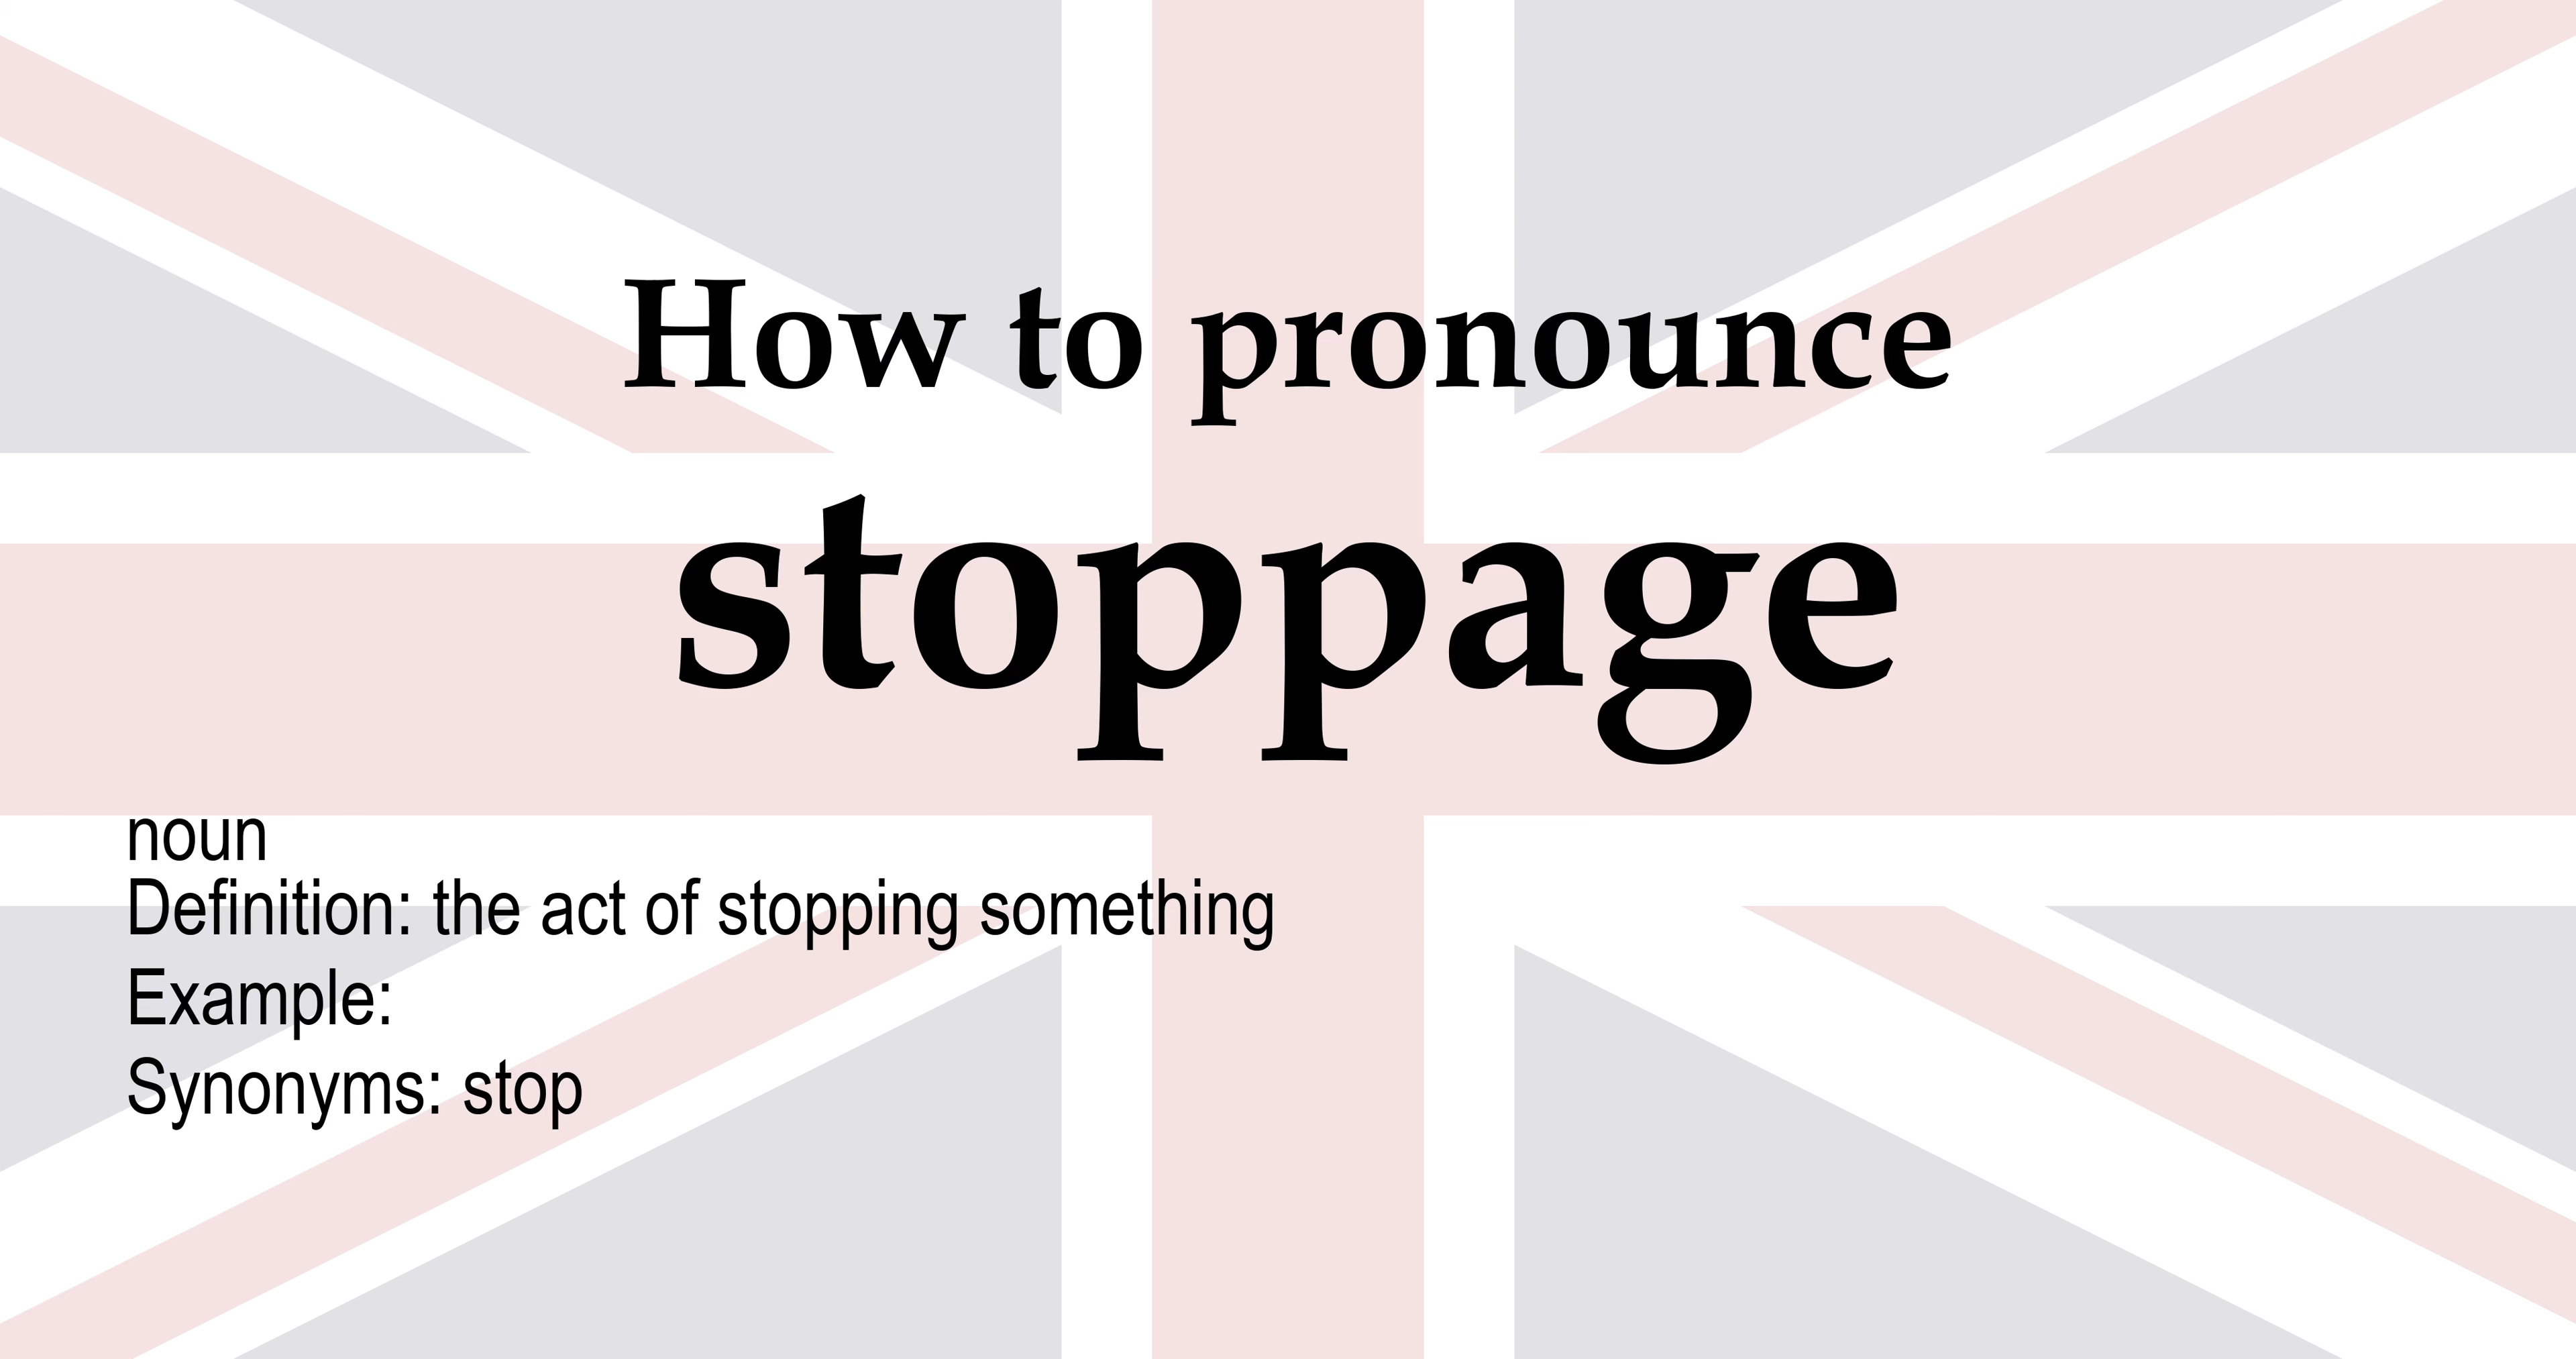 How to pronounce
stoppage
noun
Definition: the act of stopping something
Example:
Synonyms: stop